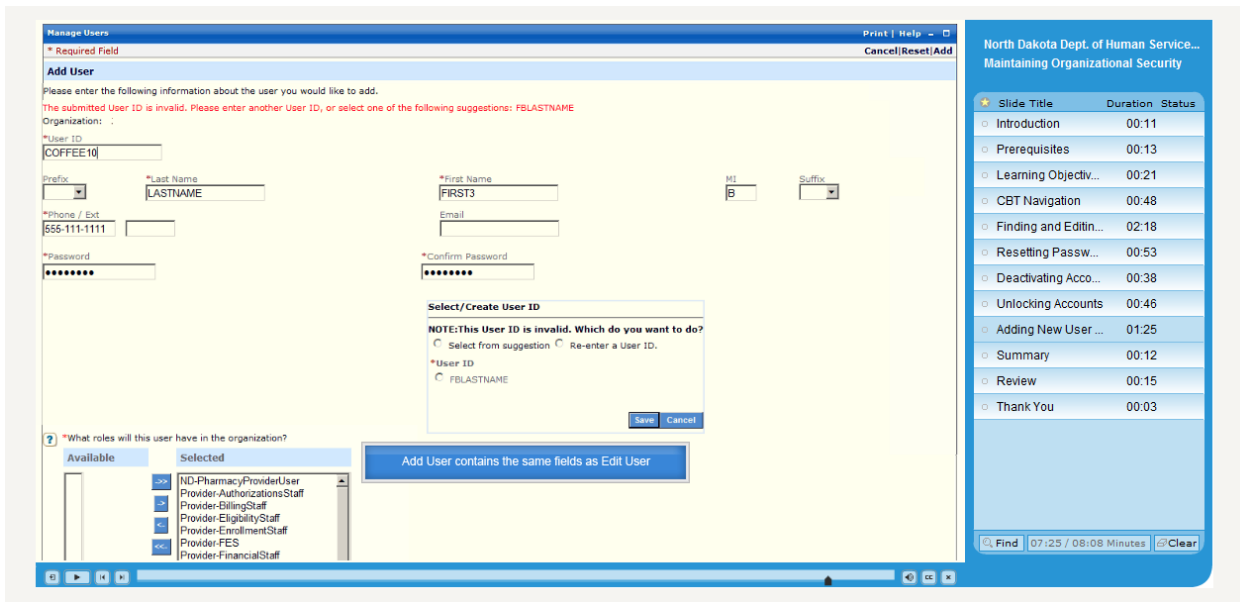 Manage Users Print | Help
* Required Field Cancel|Reset|Add
Add User
Please enter the following information about the user you would like to add.
The submitted User ID is invalid. Please enter another User ID, or select one of the following suggestions: FBLASTNAME
Organization: :
*User ID
COFFEE10
Prefix *Last Name *First Name MI Suffix
LASTNAME FIRST3 B
*Phone / Ext Email
555-111-1111
*Password *Confirm Password
Select/Create User ID
NOTE:This User ID is invalid. Which do you want to do?
Select from suggestion Re-enter a User ID.
*User ID
FBLASTNAME
Save Cancel
? *What roles will this user have in the organization?
Available Selected
->> ND-PharmacyProviderUser
Provider-AuthorizationsStaff
-> Provider-BillingStaff
Provider-EligibilityStaff
<- Provider-EnrollmentStaff
<<- Provider-FES
Provider-FinancialStaff
Add User contains the same fields as Edit User
CC
North Dakota Dept. of Human Service...
Maintaining Organizational Security
Slide Title Duration Status
Introduction 00:11
Prerequisites 00:13
Learning Objectiv... 00:21
CBT Navigation 00:48
Finding and Editin... 02:18
Resetting Passw... 00:53
Deactivating Acco... 00:38
Unlocking Accounts 00:46
Adding New User ... 01:25
Summary 00:12
Review 00:15
Thank You 00:03
Find 07:25 / 08:08 Minutes Clear